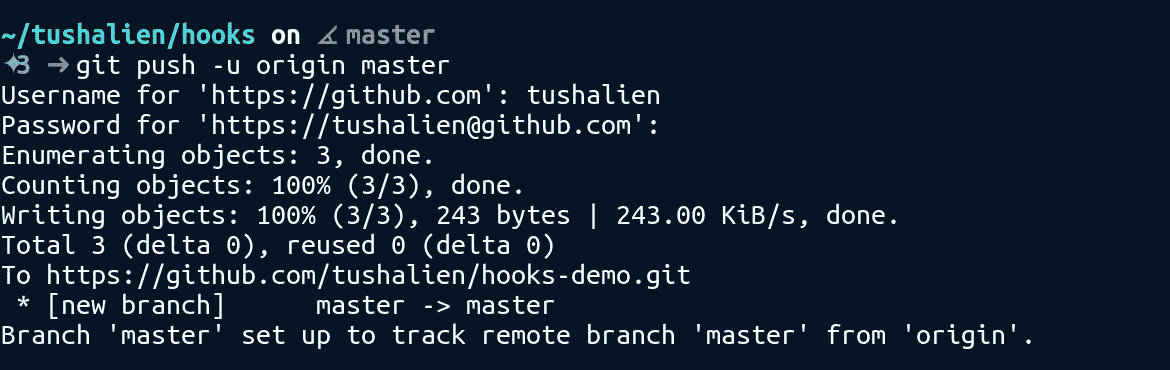 ~/tushalien/hooks on master
3 ➜ git push -u origin master
Username for 'https://github.com': tushalien
Password for 'https://tushalien@github.com':
Enumerating objects: 3, done.
Counting objects: 100% (3/3), done.
Writing objects: 100% (3/3), 243 bytes | 243.00 KiB/s, done.
Total 3 (delta 0), reused 0 (delta 0)
To https://github.com/tushalien/hooks-demo.git
 * [new branch]      master -> master
Branch 'master' set up to track remote branch 'master' from 'origin'.